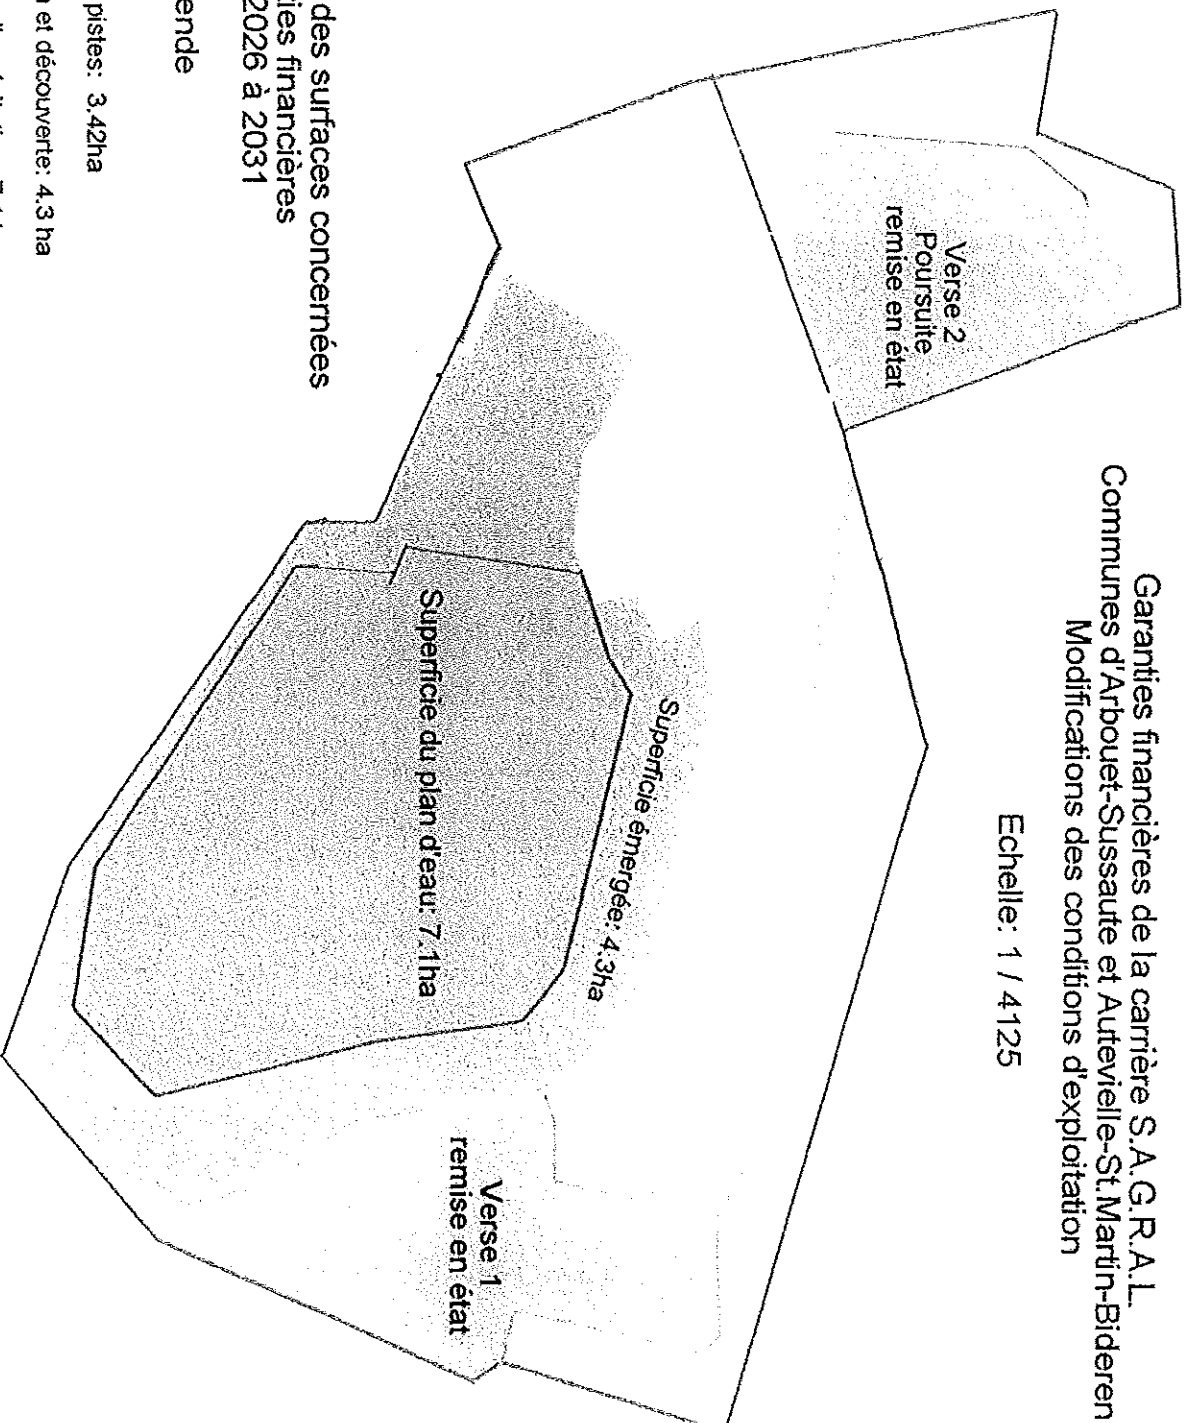 Garanties financières de la carrière S.A.G.R.A.L.
Communes d'Arbouet-Sussaute et Autevielle-St.Martin-Bideren
Modifications des conditions d'exploitation
Echelle: 1 / 4125
Verse 2
Poursuite
remise en état
Superficie émergée: 4.3ha
Superficie du plan d'eau: 7.1ha
Verse 1
remise en état
des surfaces concernées
financières
2026 à 2031
pistes: 3.42ha
et découverte: 4.3 ha